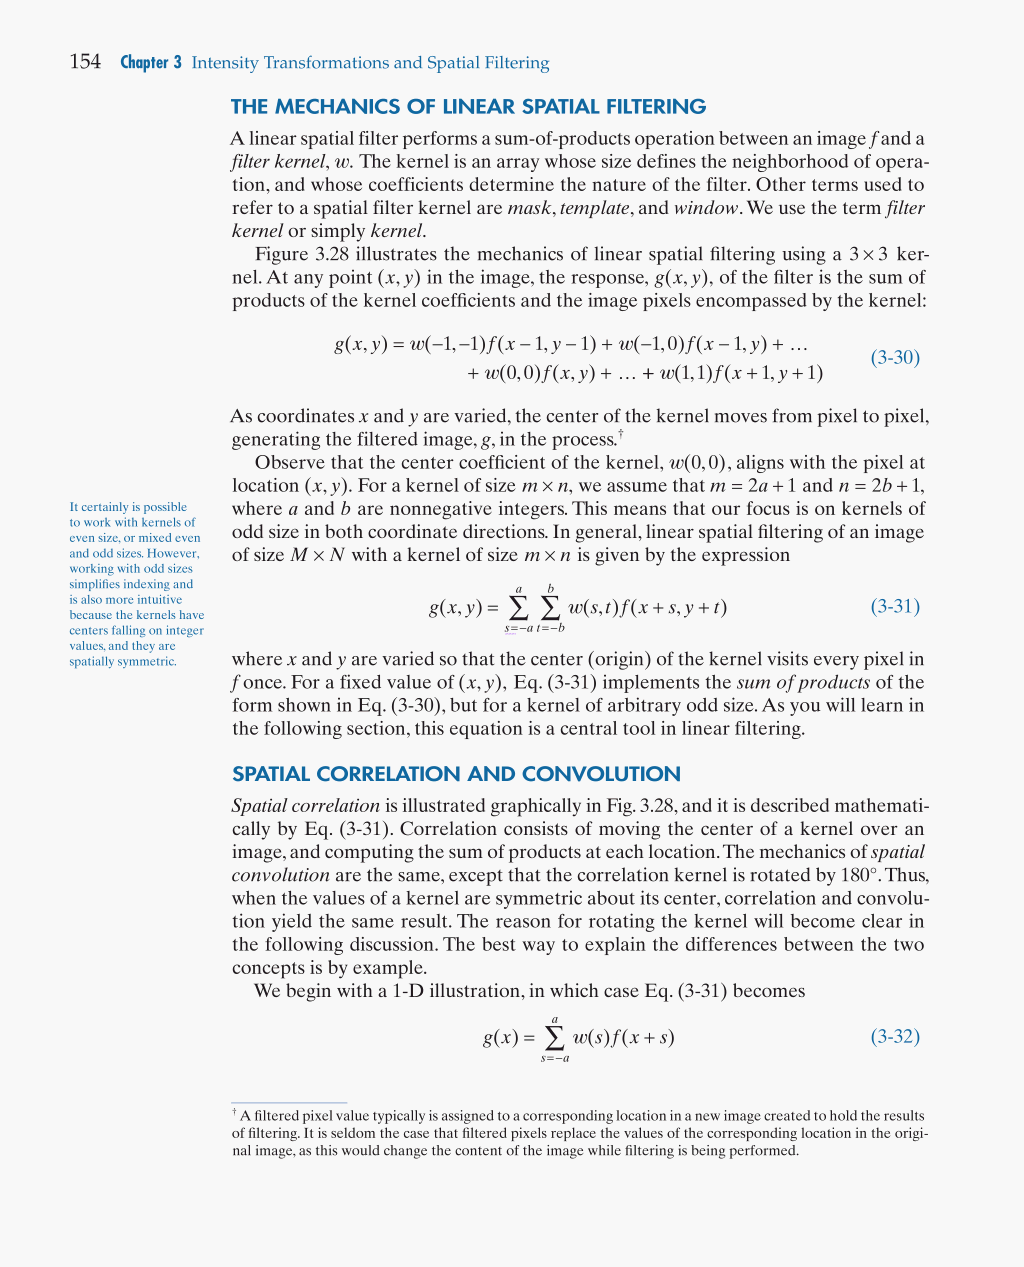 154 Chapter 3 Intensity Transformations and Spatial Filtering
THE MECHANICS OF LINEAR SPATIAL FILTERING
A linear spatial filter performs a sum-of-products operation between an image f and a
filter kernel, w. The kernel is an array whose size defines the neighborhood of opera-
tion, and whose coefficients determine the nature of the filter. Other terms used to
refer to a spatial filter kernel are mask, template, and window. We use the term filter
kernel or simply kernel.
Figure 3.28 illustrates the mechanics of linear spatial filtering using a 3 × 3 ker-
nel. At any point (x, y) in the image, the response, g(x, y), of the filter is the sum of
products of the kernel coefficients and the image pixels encompassed by the kernel:
g(x, y) = w(−1, −1)f(x − 1, y − 1) + w(−1, 0)f(x − 1, y) + …
+ w(0, 0)f(x, y) + … + w(1, 1)f(x + 1, y + 1)
(3-30)
As coordinates x and y are varied, the center of the kernel moves from pixel to pixel,
generating the filtered image, g, in the process.†
Observe that the center coefficient of the kernel, w(0, 0), aligns with the pixel at
location (x, y). For a kernel of size m × n, we assume that m = 2a + 1 and n = 2b + 1,
where a and b are nonnegative integers. This means that our focus is on kernels of
odd size in both coordinate directions. In general, linear spatial filtering of an image
of size M × N with a kernel of size m × n is given by the expression
It certainly is possible
to work with kernels of
even size, or mixed even
and odd sizes. However,
working with odd sizes
simplifies indexing and
is also more intuitive
because the kernels have
centers falling on integer
values, and they are
spatially symmetric.
g(x, y) = ∑_{s=−a}^{a} ∑_{t=−b}^{b} w(s, t)f(x + s, y + t) (3-31)
where x and y are varied so that the center (origin) of the kernel visits every pixel in
f once. For a fixed value of (x, y), Eq. (3-31) implements the sum of products of the
form shown in Eq. (3-30), but for a kernel of arbitrary odd size. As you will learn in
the following section, this equation is a central tool in linear filtering.
SPATIAL CORRELATION AND CONVOLUTION
Spatial correlation is illustrated graphically in Fig. 3.28, and it is described mathemati-
cally by Eq. (3-31). Correlation consists of moving the center of a kernel over an
image, and computing the sum of products at each location. The mechanics of spatial
convolution are the same, except that the correlation kernel is rotated by 180°. Thus,
when the values of a kernel are symmetric about its center, correlation and convolu-
tion yield the same result. The reason for rotating the kernel will become clear in
the following discussion. The best way to explain the differences between the two
concepts is by example.
We begin with a 1-D illustration, in which case Eq. (3-31) becomes
g(x) = ∑_{s=−a}^{a} w(s)f(x + s) (3-32)
† A filtered pixel value typically is assigned to a corresponding location in a new image created to hold the results
of filtering. It is seldom the case that filtered pixels replace the values of the corresponding location in the origi-
nal image, as this would change the content of the image while filtering is being performed.